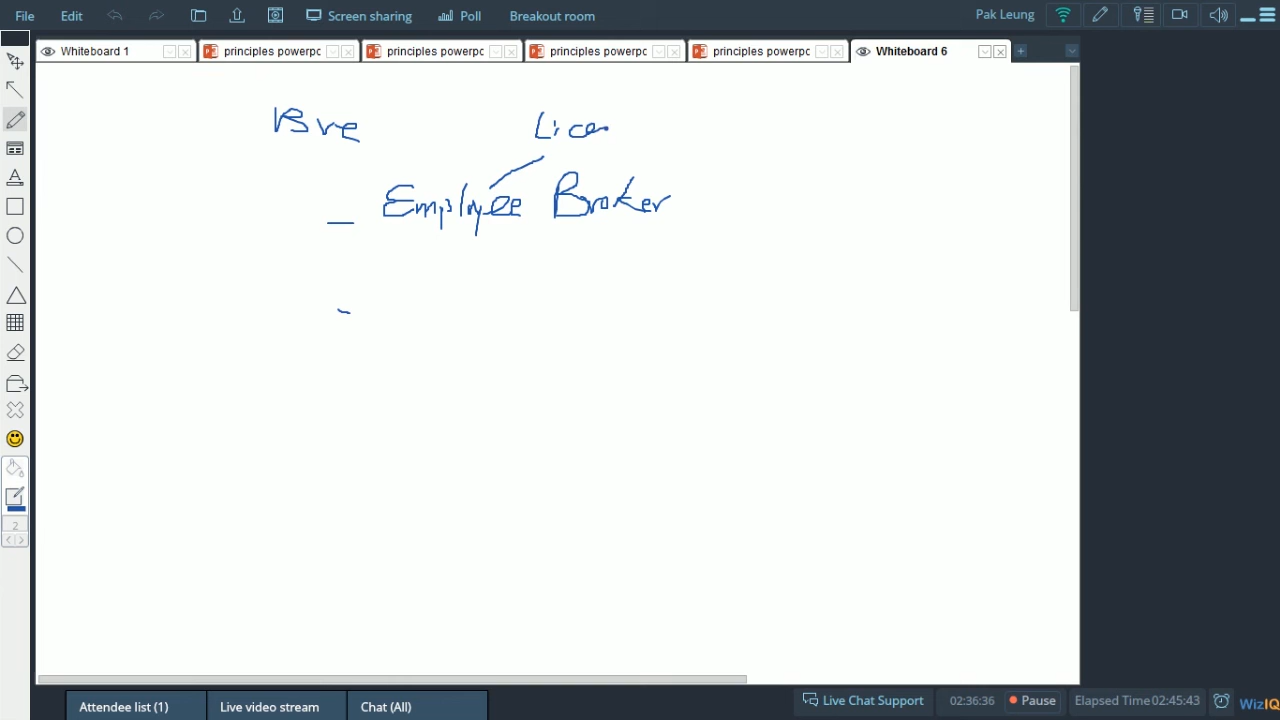 File Edit Screen sharing Poll Breakout room Pak Leung
Whiteboard 1 principles powerpc principles powerpc principles powerpc principles powerpc Whiteboard 6
Bre Lice
Employee Broker
A
2
Attendee list (1) Live video stream Chat (All) Live Chat Support 02:36:36 Pause Elapsed Time 02:45:43 WizIQ